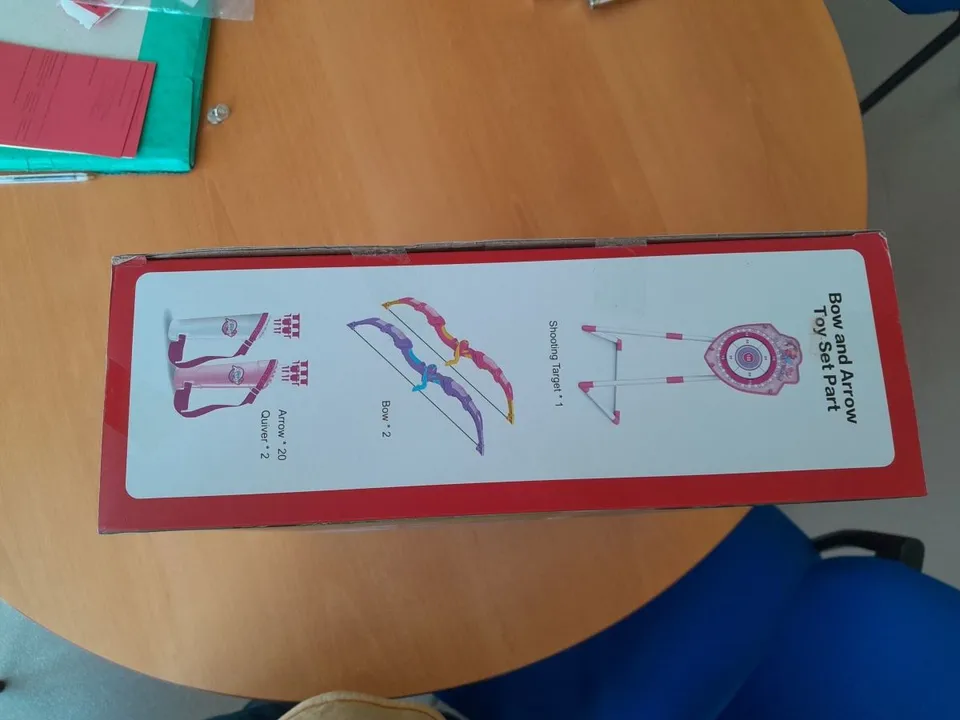 Bow and Arrow
Toy Set Part
Shooting Target * 1
Bow * 2
Arrow * 20
Quiver * 2